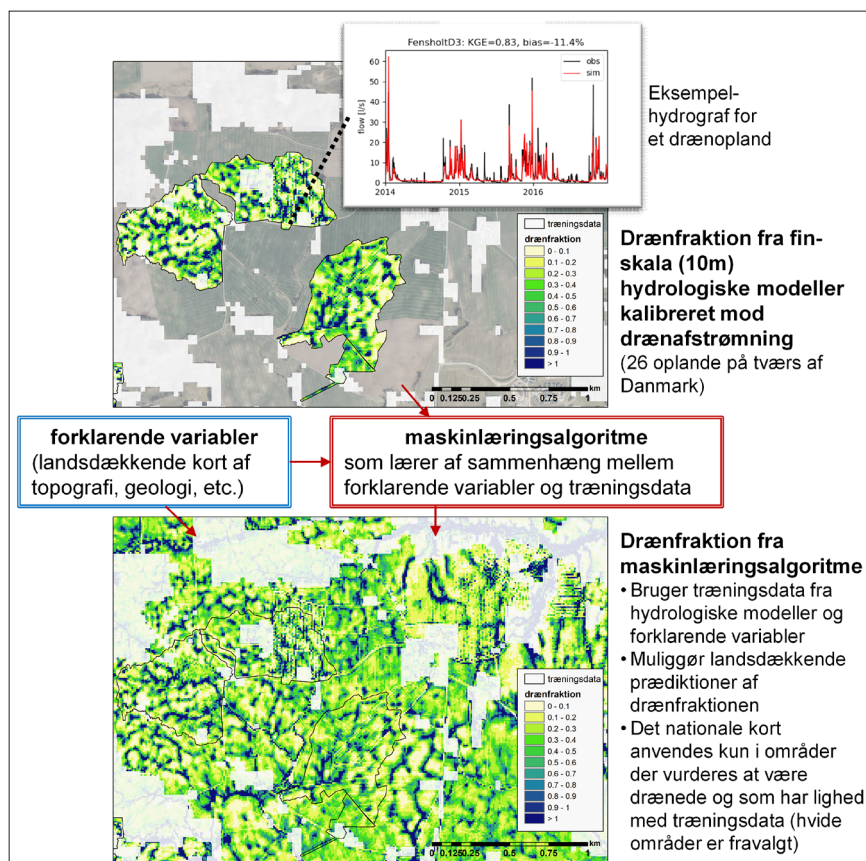 FensholtD3: KGE=0.83, bias=-11.4%
obs
sim
flow [l/s]
60
50
40
30
20
10
0
2014
2015
2016
Eksempel-
hydrograf for
et drænopland
træningsdata
drænfraktion
0 - 0.1
0.1 - 0.2
0.2 - 0.3
0.3 - 0.4
0.4 - 0.5
0.5 - 0.6
0.6 - 0.7
0.7 - 0.8
0.8 - 0.9
0.9 - 1
> 1
km
0 0.125 0.25 0.5 0.75 1
Drænfraktion fra fin-
skala (10m)
hydrologiske modeller
kalibreret mod
drænafstrømning
(26 oplande på tværs af
Danmark)
forklarende variabler
(landsdækkende kort af
topografi, geologi, etc.)
maskinlæringsalgoritme
som lærer af sammenhæng mellem
forklarende variabler og træningsdata
træningsdata
drænfraktion
0 - 0.1
0.1 - 0.2
0.2 - 0.3
0.3 - 0.4
0.4 - 0.5
0.5 - 0.6
0.6 - 0.7
0.7 - 0.8
0.8 - 0.9
0.9 - 1
> 1
km
0 0.125 0.25 0.5 0.75 1
Drænfraktion fra
maskinlæringsalgoritme
• Bruger træningsdata fra
hydrologiske modeller og
forklarende variabler
• Muliggør landsdækkende
prædiktioner af
drænfraktionen
• Det nationale kort
anvendes kun i områder
der vurderes at være
drænede og som har lighed
med træningsdata (hvide
områder er fravalgt)